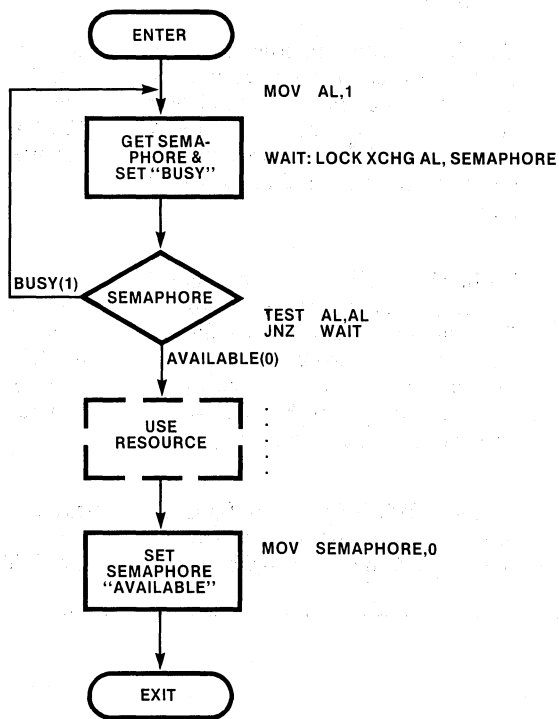 ENTER
MOV AL,1
GET SEMA-
PHORE &
SET "BUSY"
WAIT: LOCK XCHG AL, SEMAPHORE
BUSY(1)
SEMAPHORE
TEST AL,AL
JNZ WAIT
AVAILABLE(0)
USE
RESOURCE
SET
SEMAPHORE
"AVAILABLE"
MOV SEMAPHORE,0
EXIT